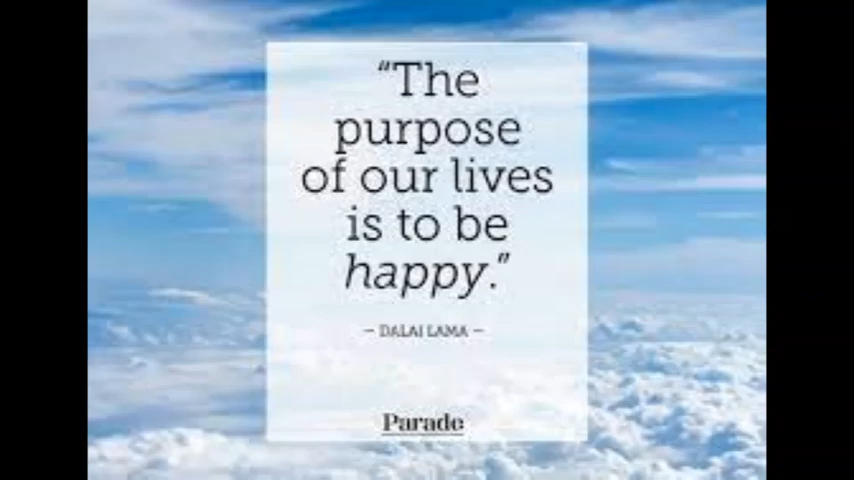 “The
purpose
of our lives
is to be
happy.”
– DALAI LAMA –
Parade